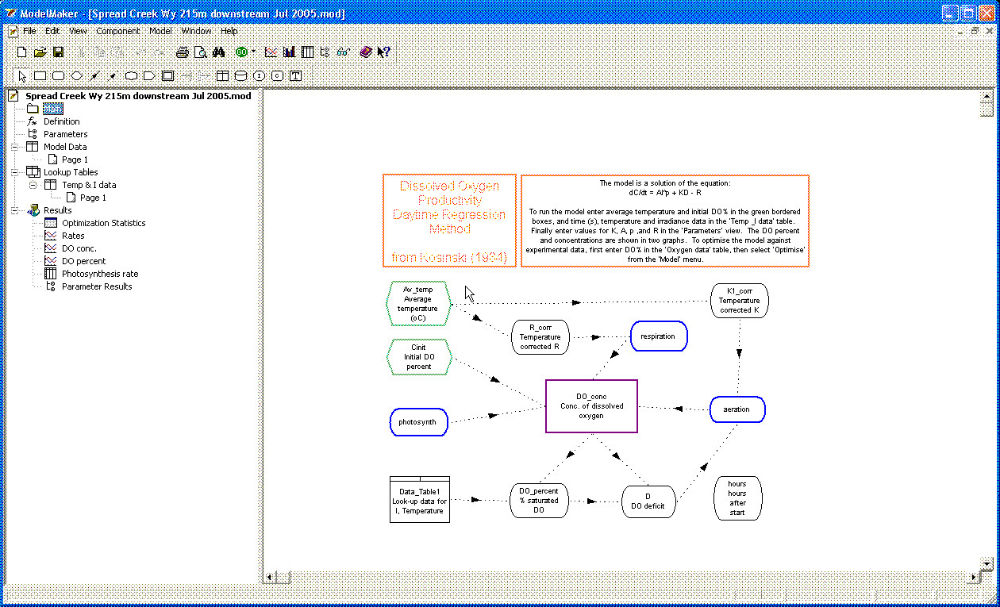 ModelMaker - [Spread Creek Wy 215m downstream Jul 2005.mod]
File Edit View Component Model Window Help
GO
Spread Creek Wy 215m downstream Jul 2005.mod
Definition
Parameters
Model Data
Page 1
Lookup Tables
Temp & I data
Page 1
Results
Optimization Statistics
Rates
DO conc.
DO percent
Photosynthesis rate
Parameter Results
Dissolved Oxygen
Productivity
Daytime Regression
Method
from Kosinski (1984)
The model is a solution of the equation:
dC/dt = AI^p + KD - R
To run the model enter average temperature and initial DO% in the green bordered
boxes, and time (s), temperature and irradiance data in the 'Temp _I data' table.
Finally enter values for K, A, p ,and R in the 'Parameters' view. The DO percent
and concentrations are shown in two graphs. To optimise the model against
experimental data, first enter DO% in the 'Oxygen data' table, then select 'Optimise'
from the 'Model' menu.
Av_temp
Average
temperature
(oC)
K1_corr
Temperature
corrected K
R_corr
Temperature
corrected R
respiration
Cinit
Initial DO
percent
DO_conc
Conc. of dissolved
oxygen
aeration
photosynth
Data_Table1
Look-up data for
I, Temperature
DO_percent
% saturated
DO
D
DO deficit
hours
hours
after
start